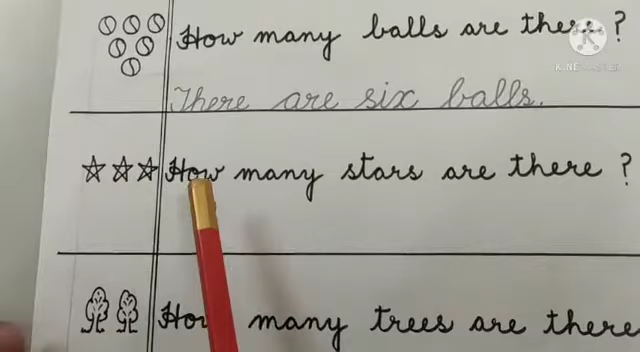 How many balls are there?
There are six balls.
How many stars are there?
How many trees are there
KINEMASTER